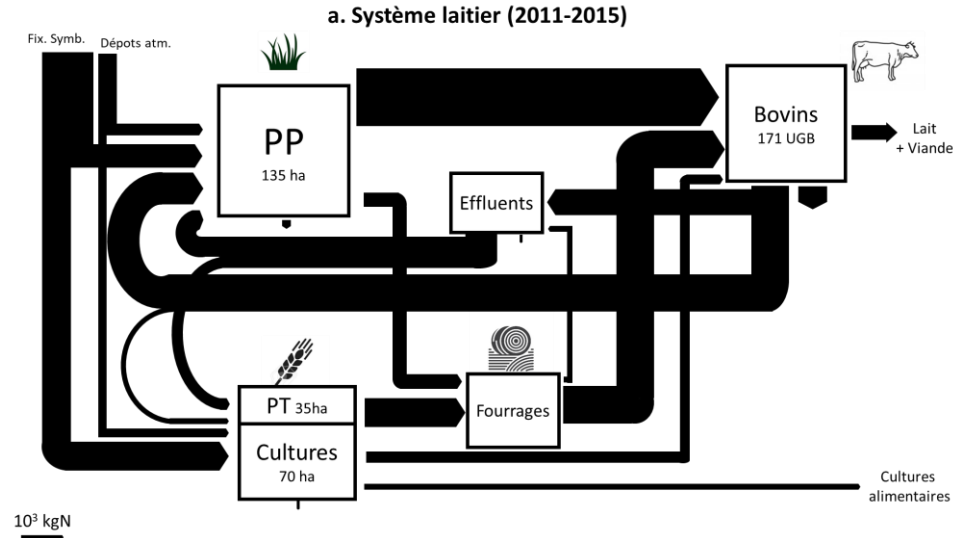 a. Système laitier (2011-2015)
Fix. Symb.
Dépots atm.
PP
135 ha
Bovins
171 UGB
Lait
+ Viande
Effluents
PT 35ha
Cultures
70 ha
Fourrages
Cultures
alimentaires
10³ kgN